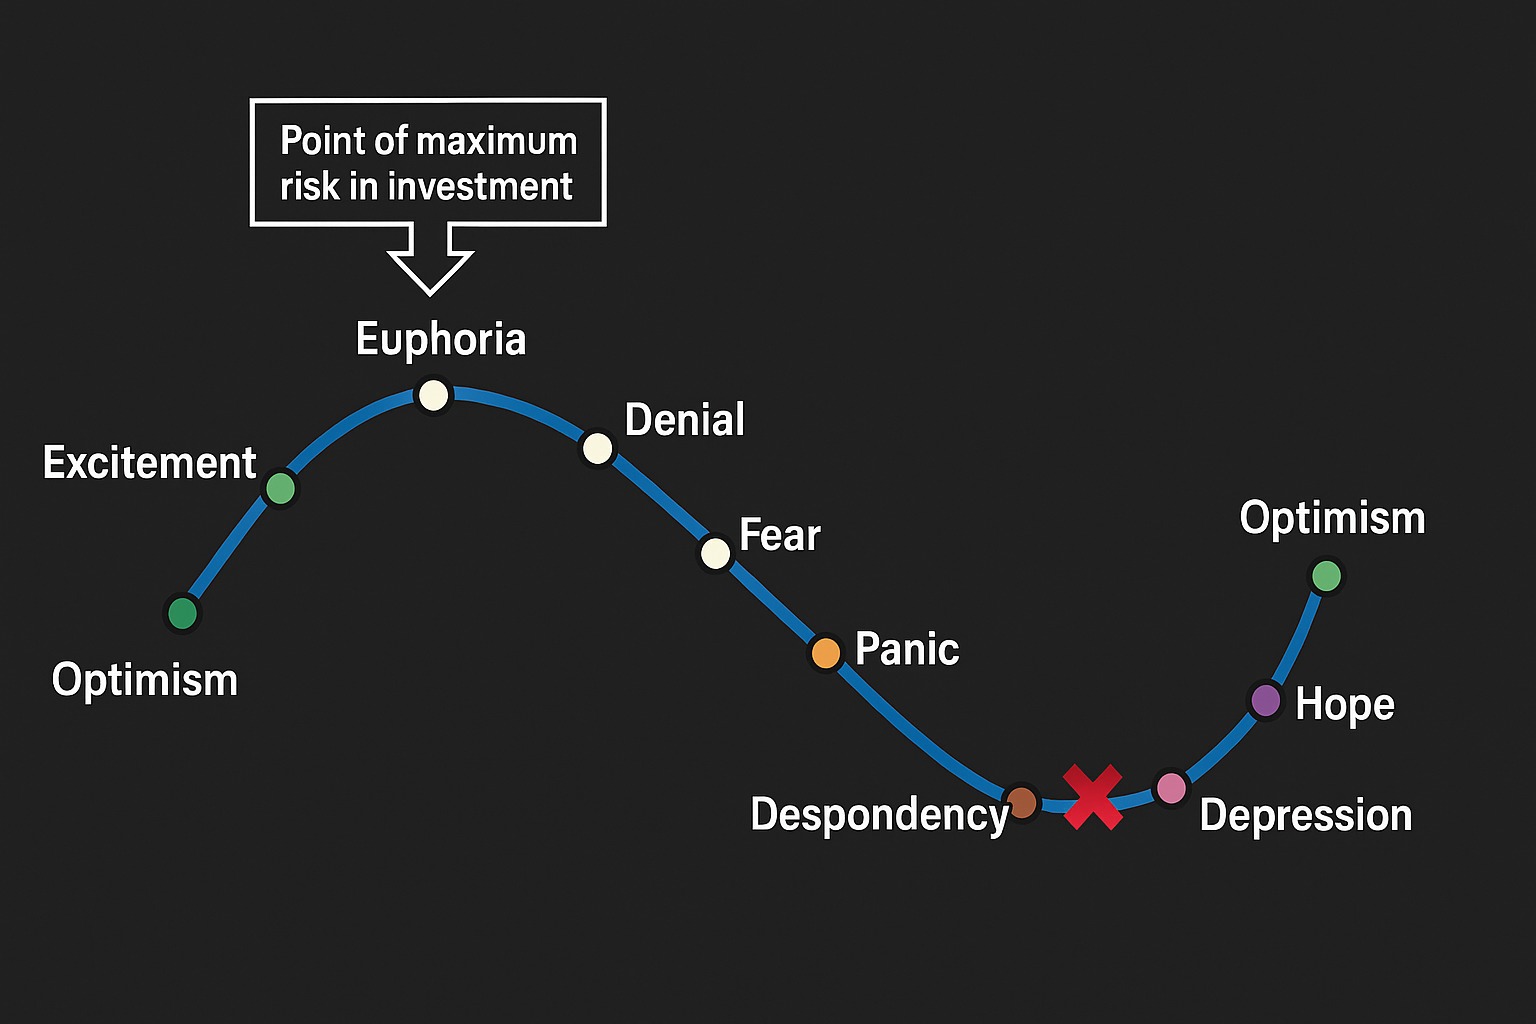 Point of maximum
risk in investment
Euphoria
Denial
Excitement
Fear
Optimism
Optimism
Panic
Hope
Despondency
Depression